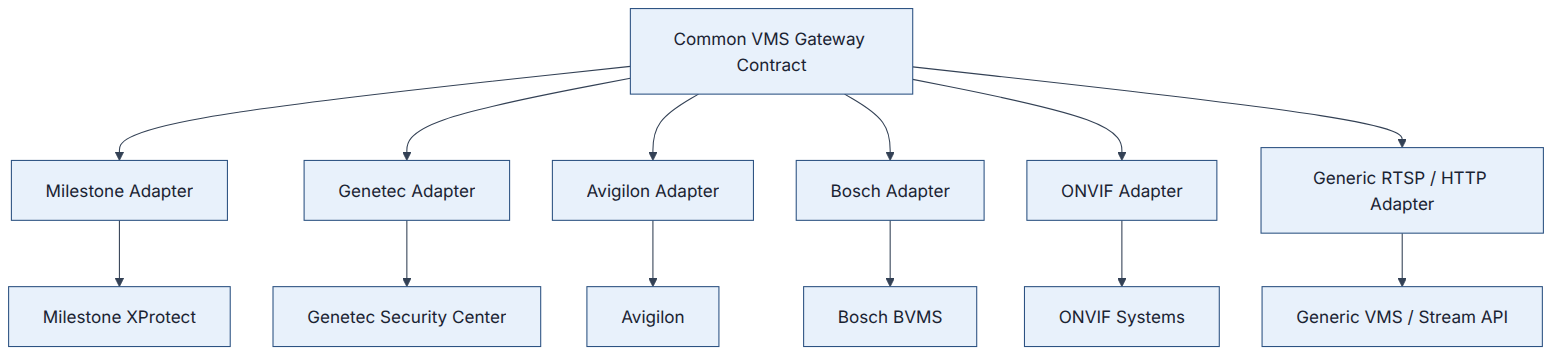 Common VMS Gateway
Contract
Milestone Adapter
Genetec Adapter
Avigilon Adapter
Bosch Adapter
ONVIF Adapter
Generic RTSP / HTTP
Adapter
Milestone XProtect
Genetec Security Center
Avigilon
Bosch BVMS
ONVIF Systems
Generic VMS / Stream API